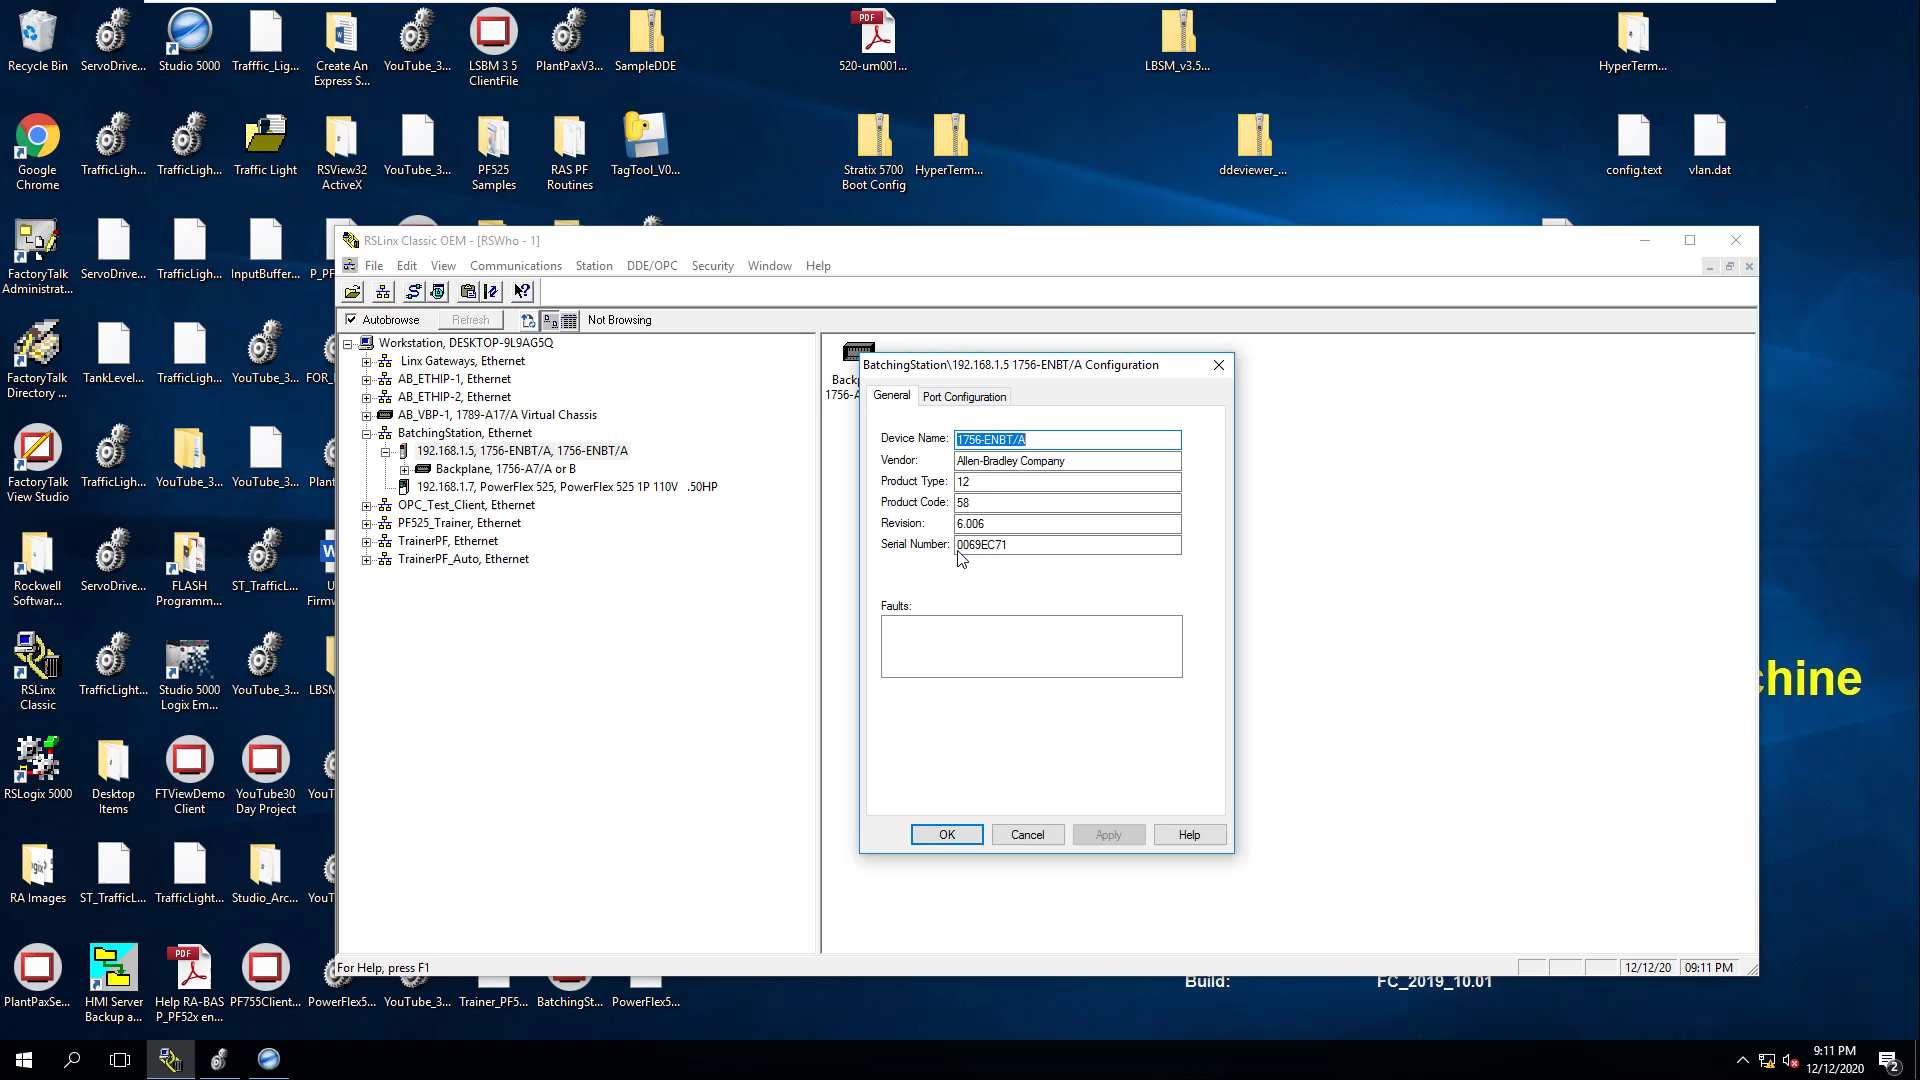 Recycle Bin
ServoDrive...
Studio 5000
Trafffic_Lig...
Create An
Express S...
YouTube_3...
LSBM 3 5
ClientFile
PlantPaxV3...
SampleDDE
520-um001...
LBSM_v3.5...
HyperTerm...
Google
Chrome
TrafficLigh...
TrafficLigh...
Traffic Light
RSView32
ActiveX
YouTube_3...
PF525
Samples
RAS PF
Routines
TagTool_V0...
Stratix 5700
Boot Config
HyperTerm...
ddeviewer_...
config.text
vlan.dat
FactoryTalk
Administrat...
ServoDrive...
TrafficLigh...
InputBuffer...
P_PF52
RSLinx Classic OEM - [RSWho - 1]
File Edit View Communications Station DDE/OPC Security Window Help
Autobrowse
Refresh
Not Browsing
Workstation, DESKTOP-9L9AG5Q
Linx Gateways, Ethernet
AB_ETHIP-1, Ethernet
AB_ETHIP-2, Ethernet
AB_VBP-1, 1789-A17/A Virtual Chassis
BatchingStation, Ethernet
192.168.1.5, 1756-ENBT/A, 1756-ENBT/A
Backplane, 1756-A7/A or B
192.168.1.7, PowerFlex 525, PowerFlex 525 1P 110V .50HP
OPC_Test_Client, Ethernet
PF525_Trainer, Ethernet
TrainerPF, Ethernet
TrainerPF_Auto, Ethernet
Backp
1756-A
BatchingStation\192.168.1.5 1756-ENBT/A Configuration
General
Port Configuration
Device Name: 1756-ENBT/A
Vendor: Allen-Bradley Company
Product Type: 12
Product Code: 58
Revision: 6.006
Serial Number: 0069EC71
Faults:
OK
Cancel
Apply
Help
FactoryTalk
Directory ...
TankLevel...
TrafficLigh...
YouTube_3...
FOR_
FactoryTalk
View Studio
TrafficLigh...
YouTube_3...
YouTube_3...
Plant
Rockwell
Softwar...
ServoDrive...
FLASH
Programm...
ST_TrafficL...
U
Firmw
RSLinx
Classic
TrafficLight...
Studio 5000
Logix Em...
YouTube_3...
LBSM
chine
RSLogix 5000
Desktop
Items
FTViewDemo
Client
YouTube30
Day Project
YouT
RA Images
ST_TrafficL...
TrafficLight...
Studio_Arc...
YouT
For Help, press F1
12/12/20
09:11 PM
PlantPaxSe...
HMI Server
Backup a...
Help RA-BAS
P_PF52x en...
PF755Client...
PowerFlex5...
YouTube_3...
Trainer_PF5...
BatchingSt...
PowerFlex5...
Build:
FC_2019_10.01
9:11 PM
12/12/2020
2